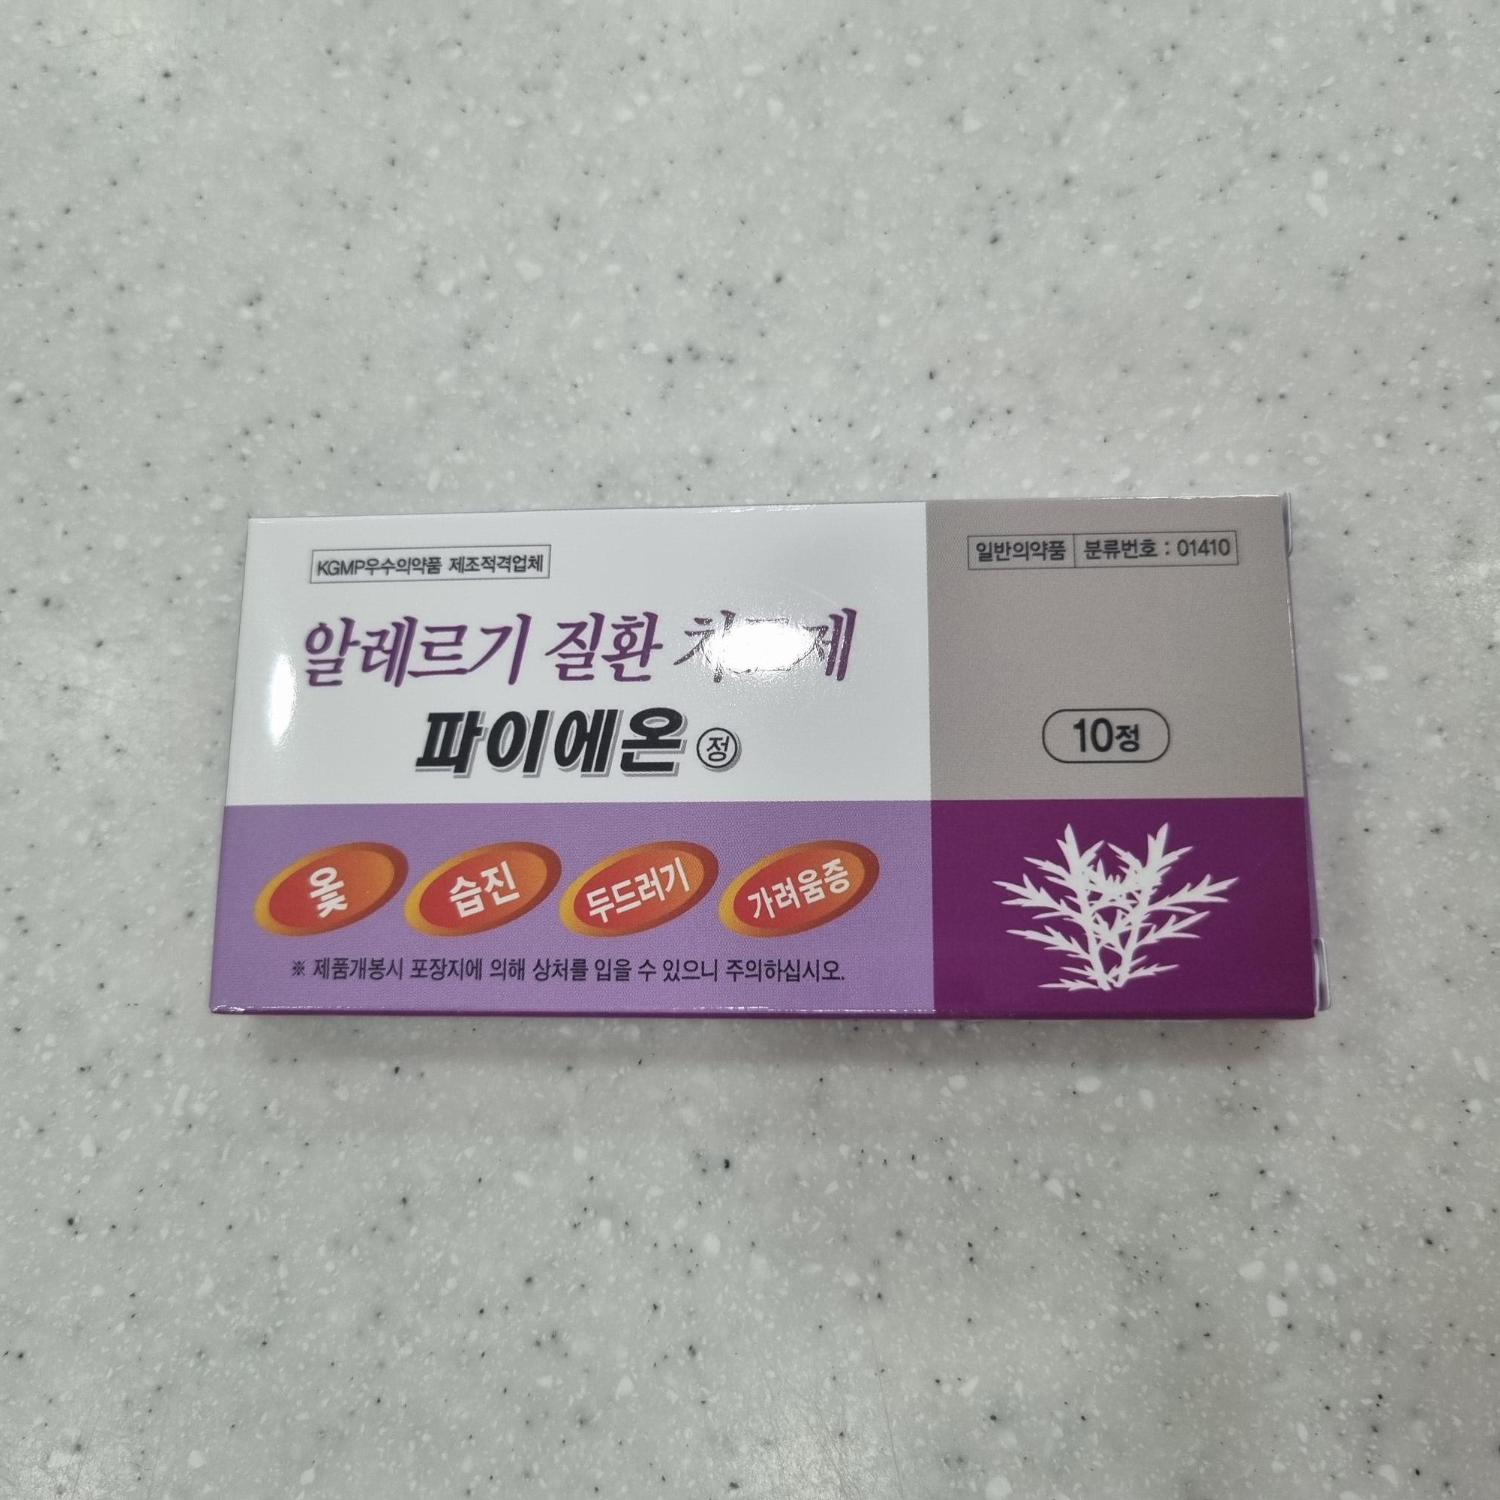 KGMP우수의약품 제조적격업체
일반의약품 분류번호 : 01410
알레르기 질환 치료제
파이에온 정
10정
옻 습진 두드러기 가려움증
※ 제품개봉시 포장지에 의해 상처를 입을 수 있으니 주의하십시오.